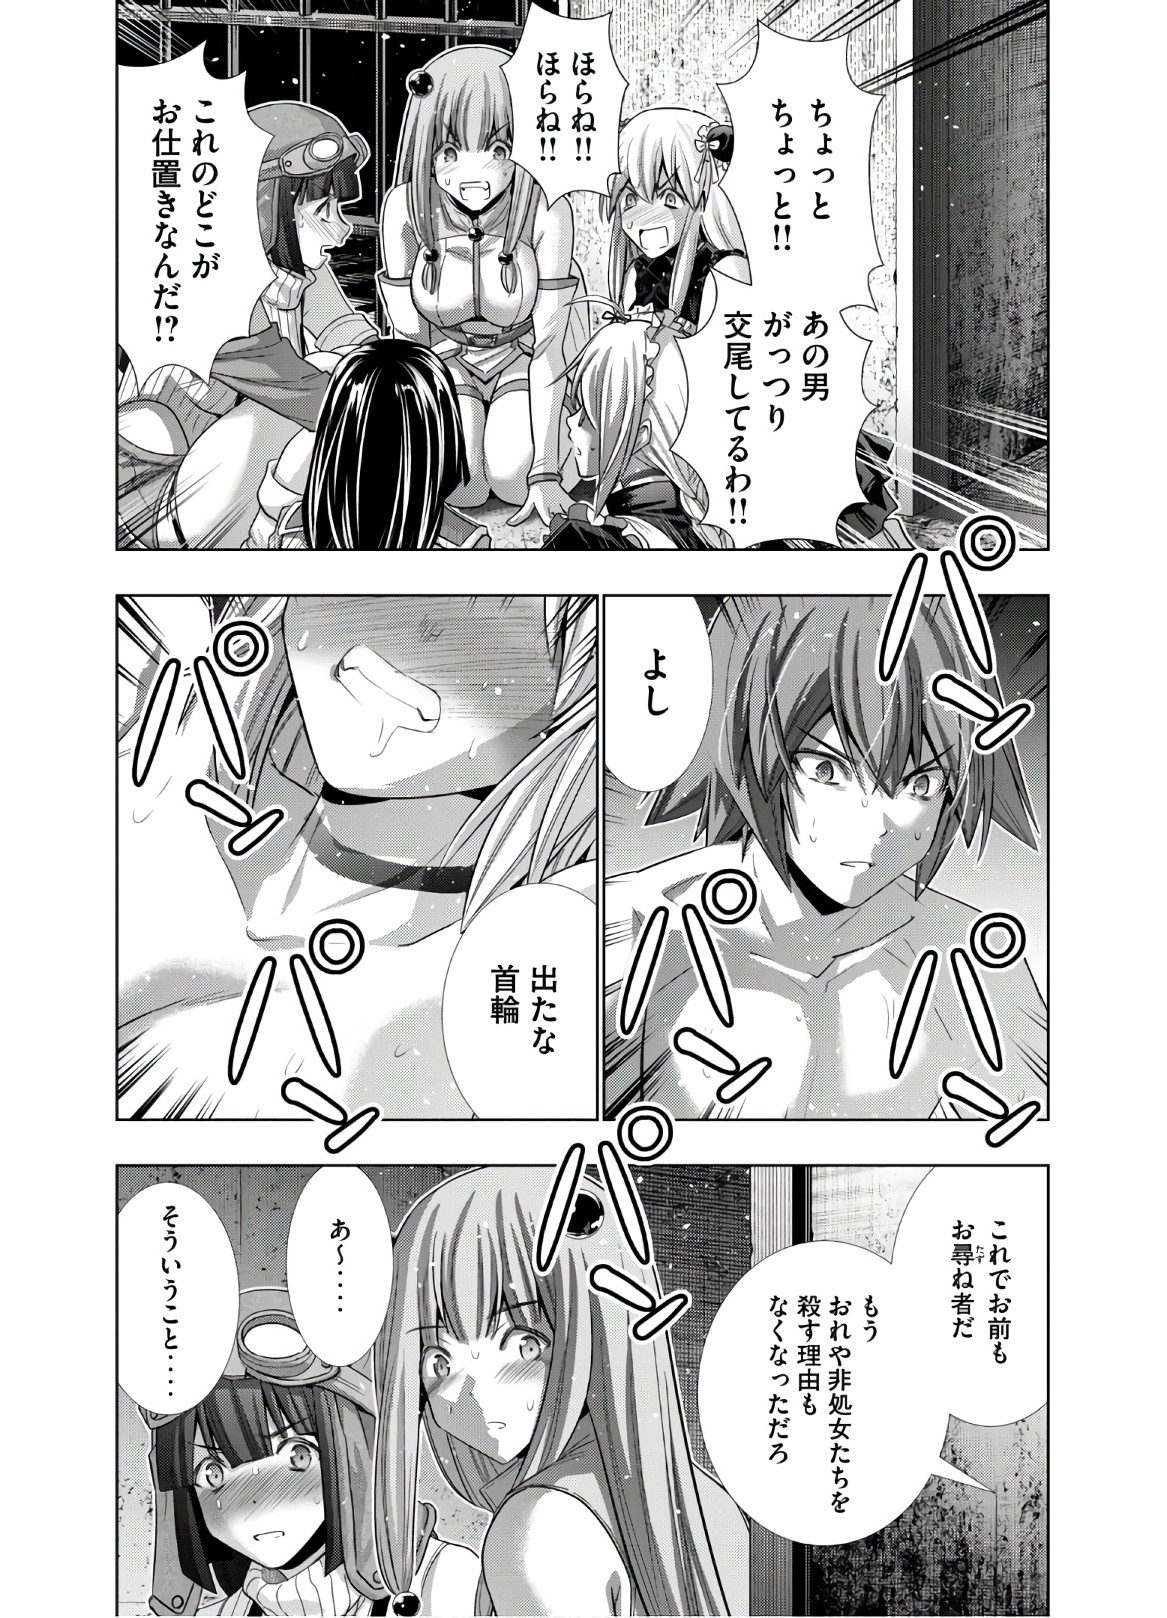 ちょっと
ちょっと!!
あの男
がっつり
交尾してるわ!!
ほらね!!
ほらね!!
これのどこが
お仕置きなんだ!?
よし
パン
パン
パン
出たな
首輪
パン
パン
パン
これでお前も
お尋ね者だ
たず
もう
おれや非処女たちを
殺す理由も
なくなっただろ
あ〜‥‥
そういうこと‥‥